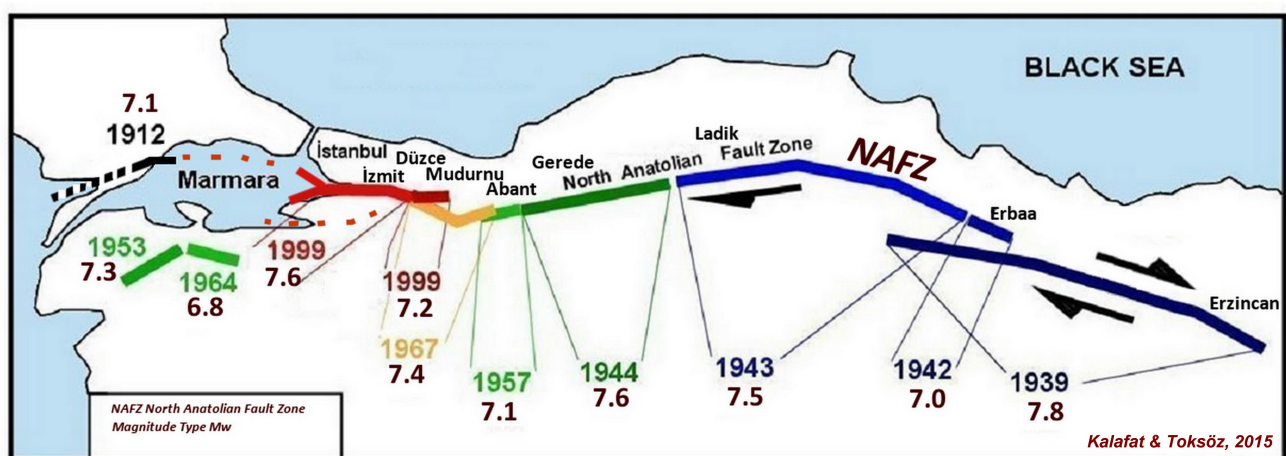 BLACK SEA
7.1
1912
Marmara
İstanbul
İzmit
Düzce
Mudurnu
Abant
Gerede
North Anatolian Fault Zone
Ladik
NAFZ
Erbaa
Erzincan
1953
7.3
1964
6.8
1999
7.6
1999
7.2
1967
7.4
1957
7.1
1944
7.6
1943
7.5
1942
7.0
1939
7.8
NAFZ North Anatolian Fault Zone
Magnitude Type Mw
Kalafat & Toksöz, 2015